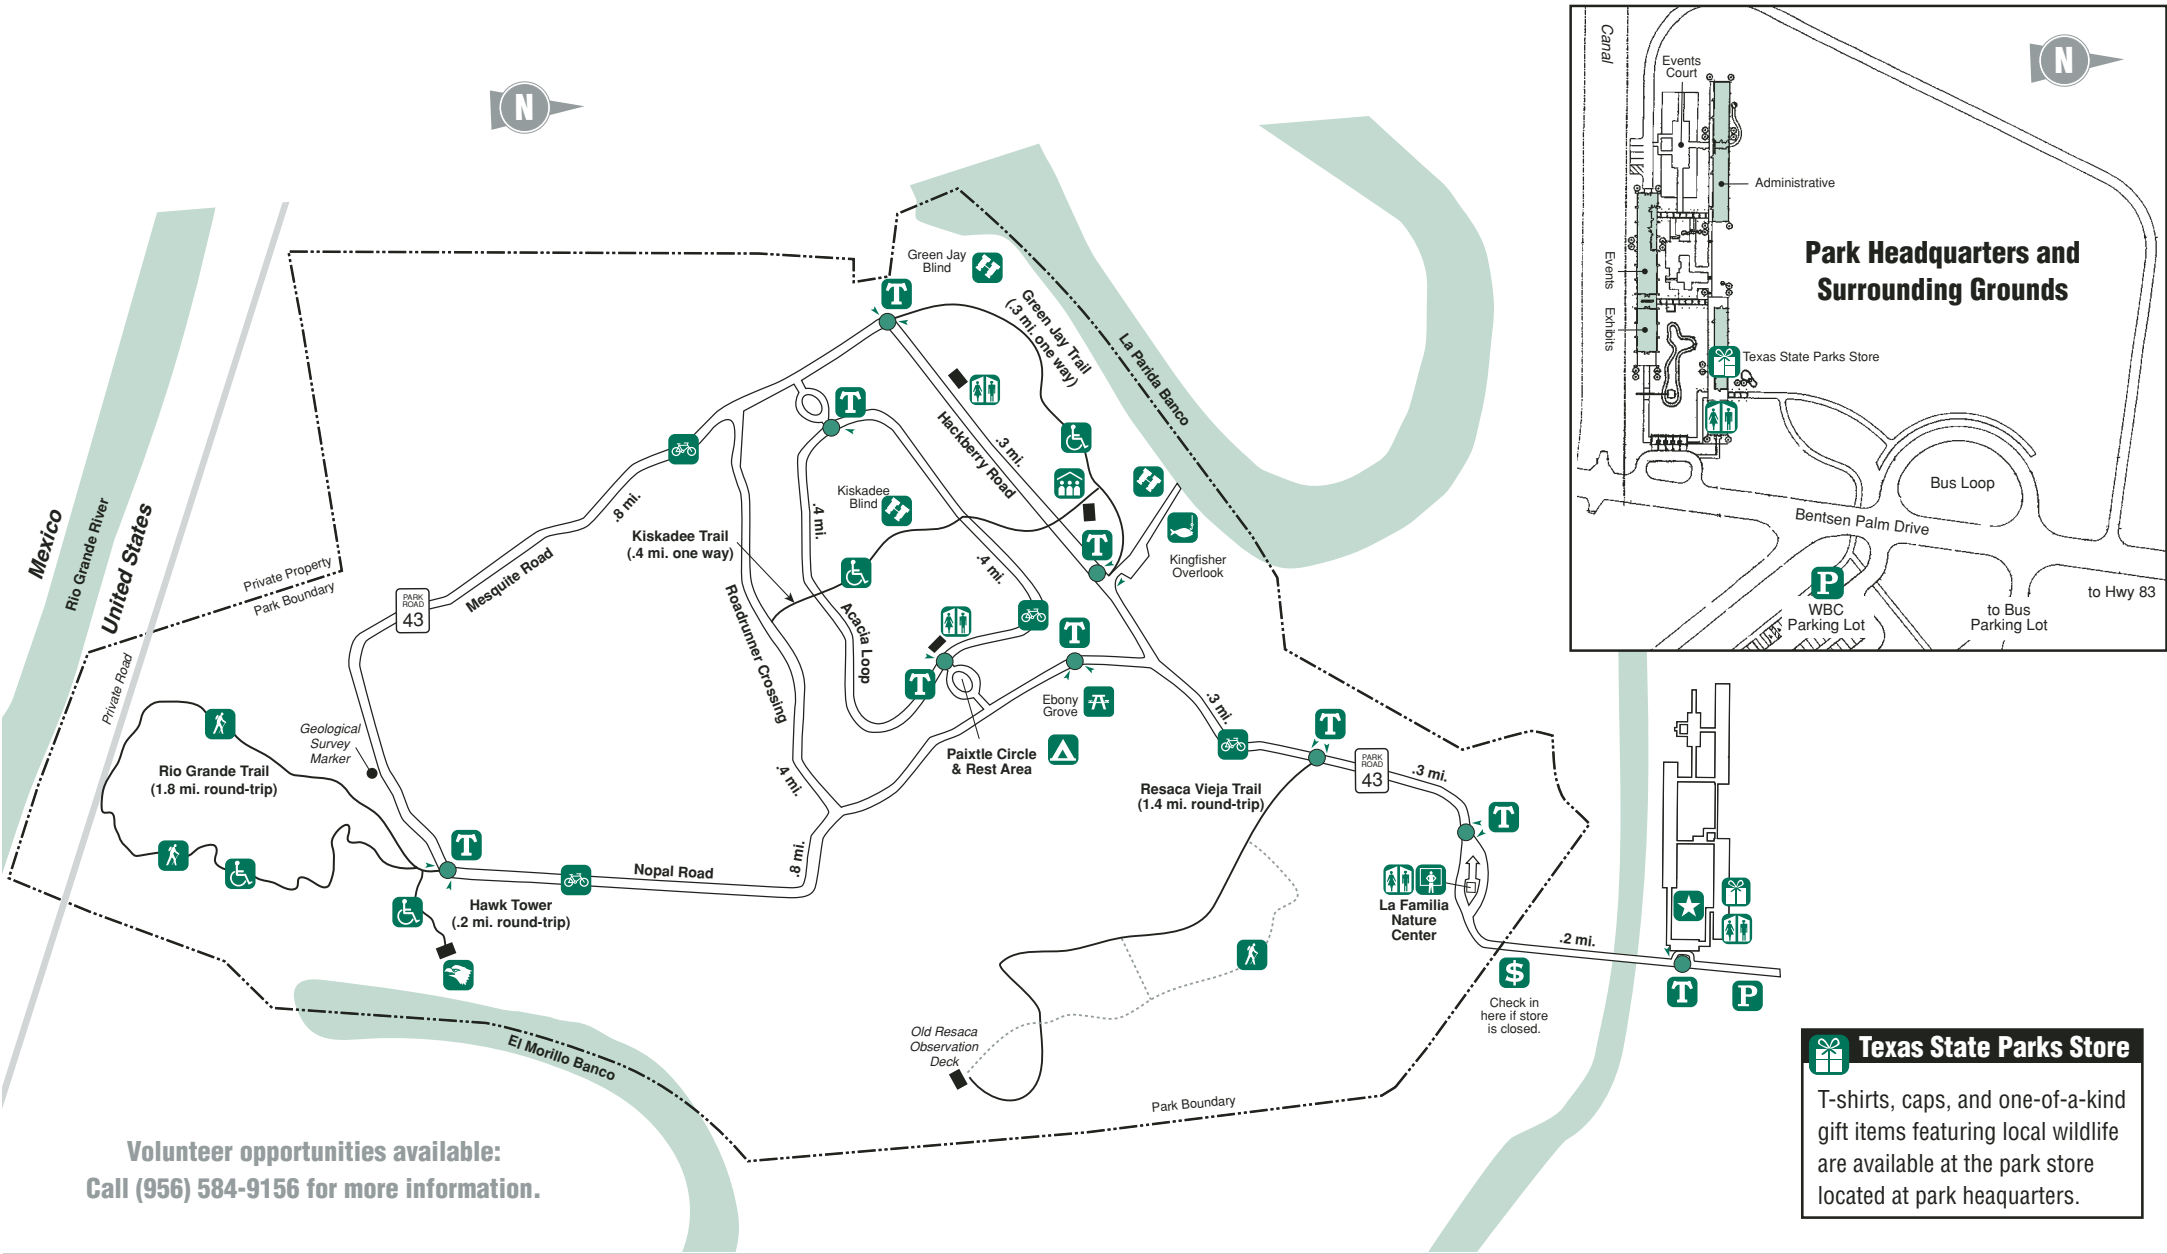 N
Mexico
Rio Grande River
United States
Private Property
Park Boundary
Private Road
PARK
ROAD
43
Mesquite Road
.8 mi.
Geological
Survey
Marker
Rio Grande Trail
(1.8 mi. round-trip)
T
Hawk Tower
(.2 mi. round-trip)
Nopal Road
.8 mi.
.4 mi.
Roadrunner Crossing
Kiskadee Trail
(.4 mi. one way)
Kiskadee
Blind
.4 mi.
Acacia Loop
.4 mi.
T
T
Green Jay
Blind
T
Green Jay Trail
(.3 mi. one way)
La Parida Banco
Hackberry Road
.3 mi.
T
Kingfisher
Overlook
T
Ebony
Grove
Paixtle Circle
& Rest Area
.3 mi.
T
Resaca Vieja Trail
(1.4 mi. round-trip)
PARK
ROAD
43
.3 mi.
T
La Familia
Nature
Center
.2 mi.
$
Check in
here if store
is closed.
T
P
Old Resaca
Observation
Deck
Park Boundary
El Morillo Banco
Volunteer opportunities available:
Call (956) 584-9156 for more information.
Canal
Events
Court
N
Administrative
Park Headquarters and
Surrounding Grounds
Events
Exhibits
Texas State Parks Store
Bus Loop
Bentsen Palm Drive
P
WBC
Parking Lot
to Bus
Parking Lot
to Hwy 83
Texas State Parks Store
T-shirts, caps, and one-of-a-kind
gift items featuring local wildlife
are available at the park store
located at park heaquarters.